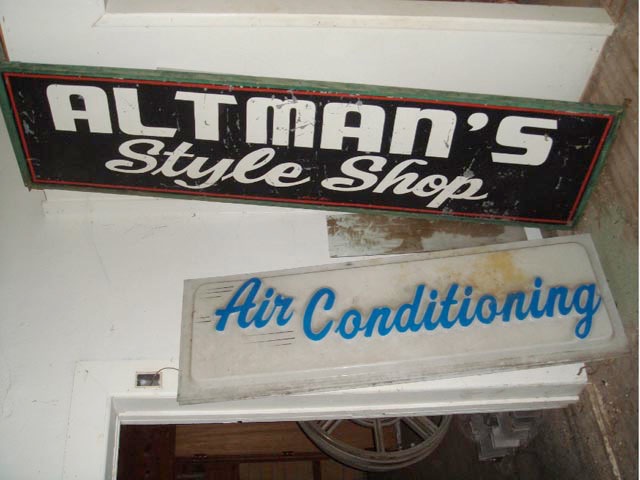 ALTMAN'S
Style Shop
Air Conditioning